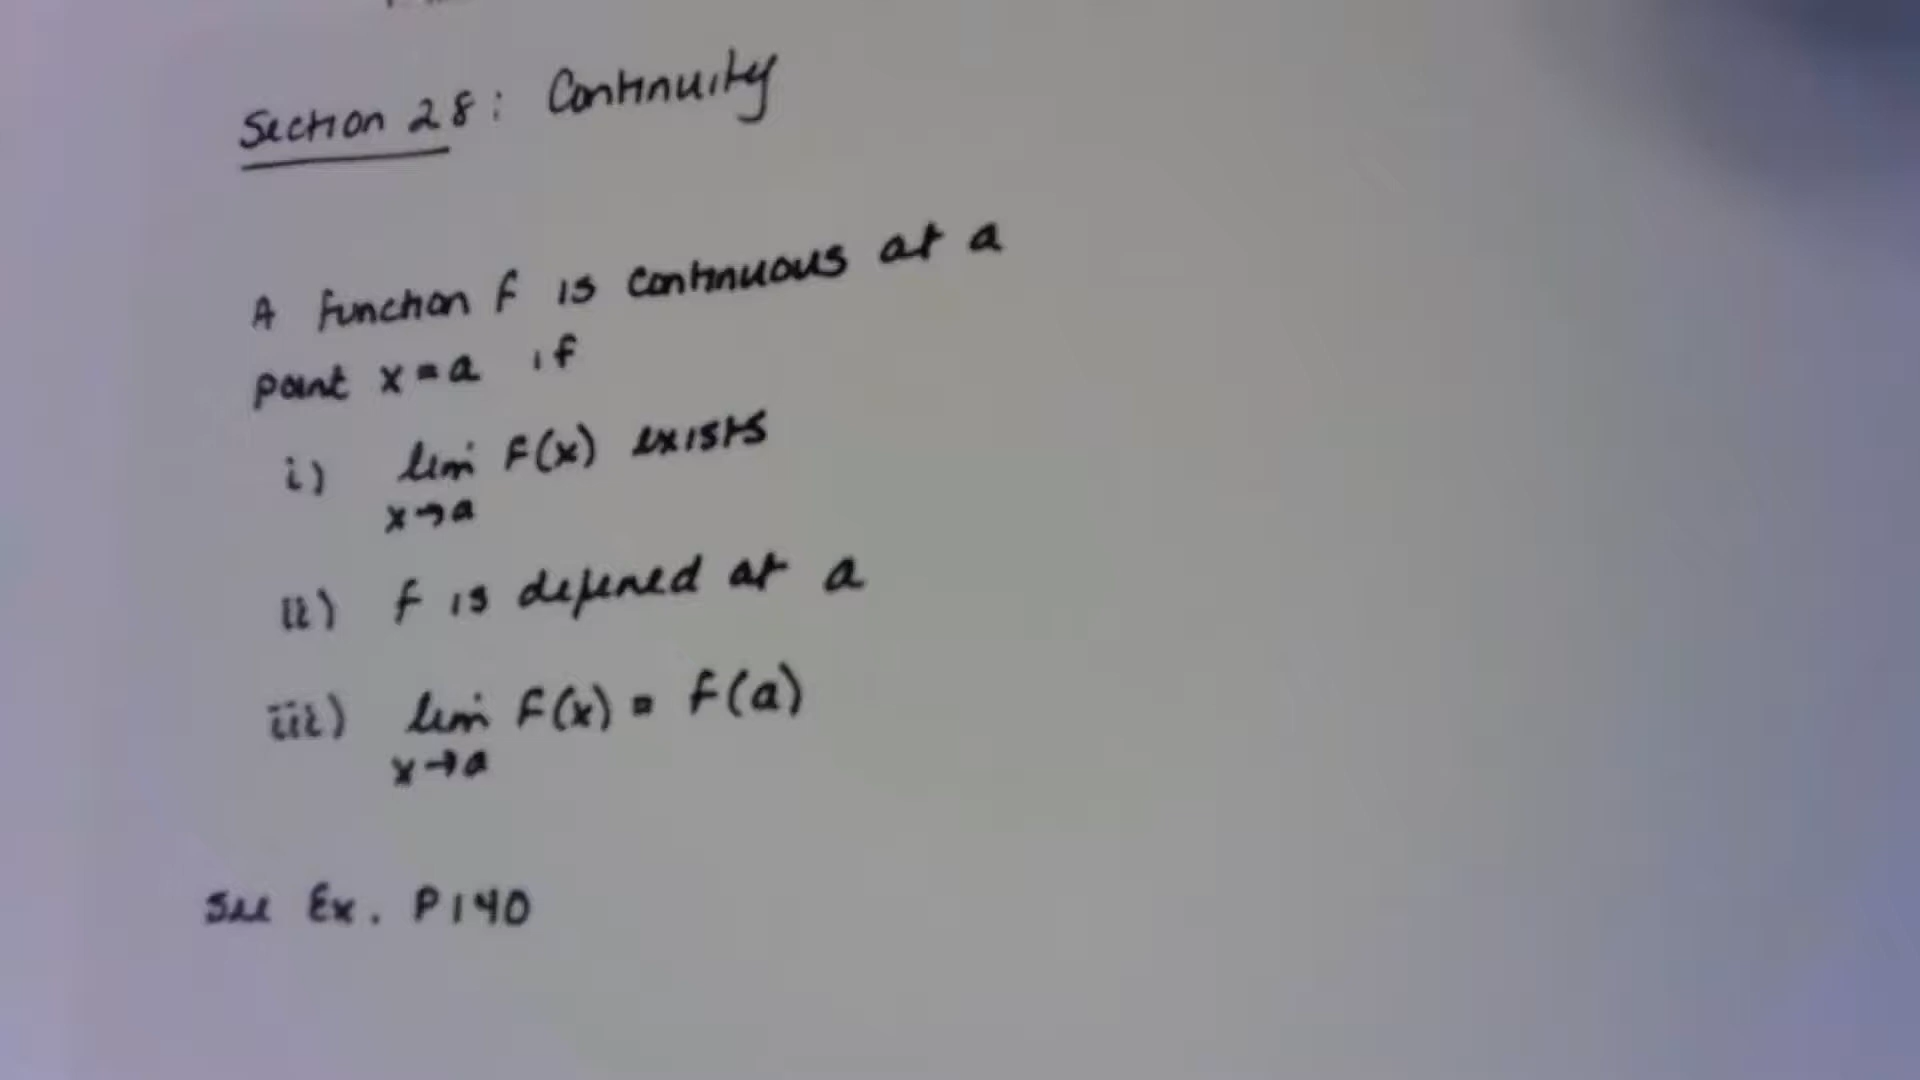 Section 28: Continuity
A function f is continuous at a
point x = a if
i) lim f(x) exists
x→a
ii) f is defined at a
iii) lim f(x) = f(a)
x→a
See Ex. P140